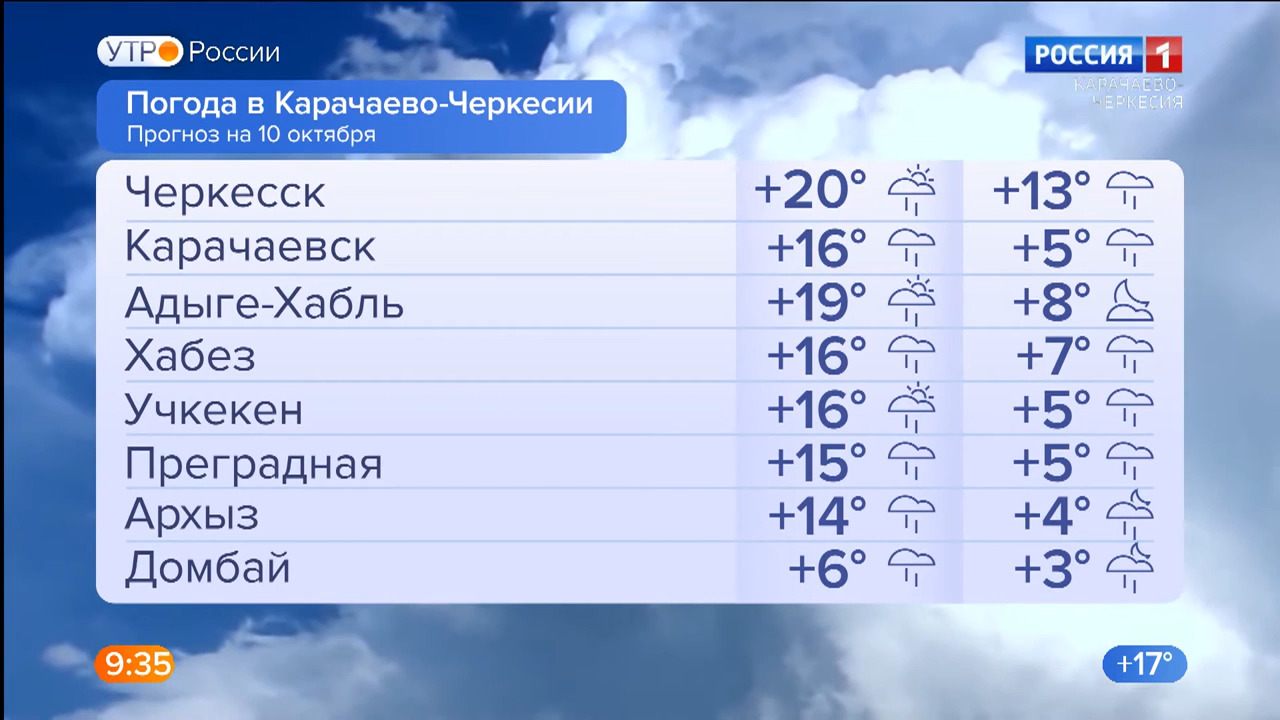 УТРО России
РОССИЯ 1
КАРАЧАЕВО-
ЧЕРКЕСИЯ
Погода в Карачаево-Черкесии
Прогноз на 10 октября
Черкесск +20° +13°
Карачаевск +16° +5°
Адыге-Хабль +19° +8°
Хабез +16° +7°
Учкекен +16° +5°
Преградная +15° +5°
Архыз +14° +4°
Домбай +6° +3°
9:35 +17°